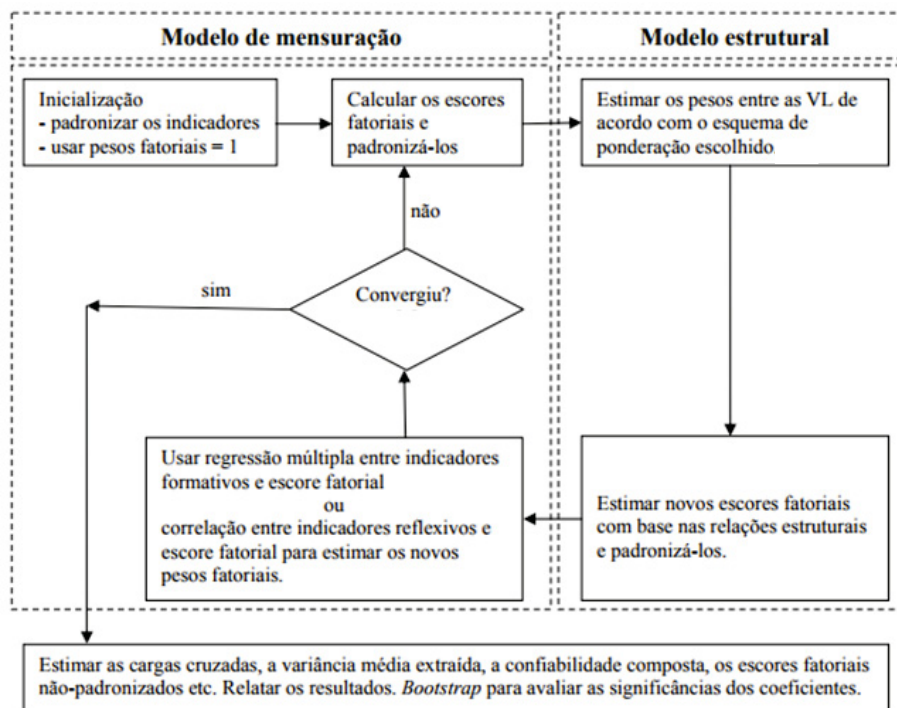 Modelo de mensuração
Modelo estrutural
Inicialização
- padronizar os indicadores
- usar pesos fatoriais = 1
Calcular os escores
fatoriais e
padronizá-los
Estimar os pesos entre as VL de
acordo com o esquema de
ponderação escolhido
não
sim
Convergiu?
Usar regressão múltipla entre indicadores
formativos e escore fatorial
ou
correlação entre indicadores reflexivos e
escore fatorial para estimar os novos
pesos fatoriais.
Estimar novos escores fatoriais
com base nas relações estruturais
e padronizá-los.
Estimar as cargas cruzadas, a variância média extraída, a confiabilidade composta, os escores fatoriais
não-padronizados etc. Relatar os resultados. Bootstrap para avaliar as significâncias dos coeficientes.